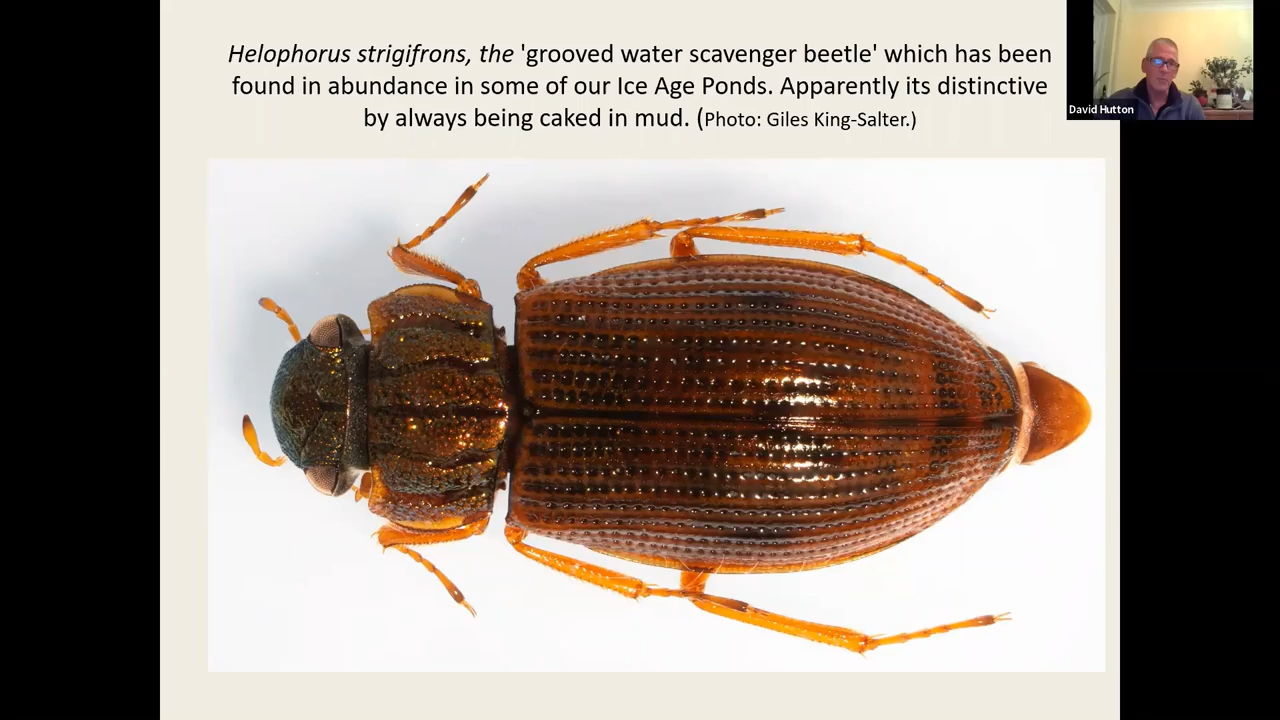 Helophorus strigifrons, the 'grooved water scavenger beetle' which has been
found in abundance in some of our Ice Age Ponds. Apparently its distinctive
by always being caked in mud. (Photo: Giles King-Salter.)
David Hutton